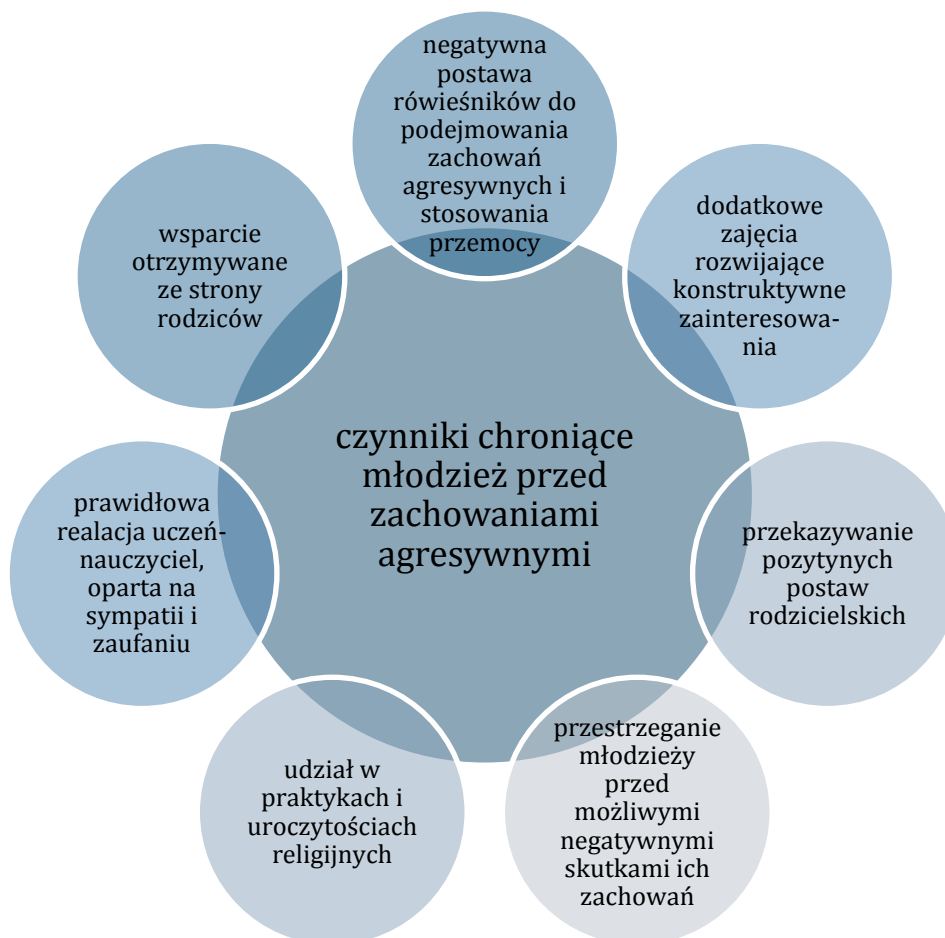 negatywna
postawa
rówieśników do
podejmowania
zachowań
agresywnych i
stosowania
przemocy
dodatkowe
zajęcia
rozwijające
konstruktywne
zainteresowa-
nia
przekazywanie
pozytynych
postaw
rodzicielskich
przestrzeganie
młodzieży
przed
możliwymi
negatywnymi
skutkami ich
zachowań
udział w
praktykach i
uroczytościach
religijnych
prawidłowa
realacja uczeń-
nauczyciel,
oparta na
sympatii i
zaufaniu
wsparcie
otrzymywane
ze strony
rodziców
czynniki chroniące
młodzież przed
zachowaniami
agresywnymi